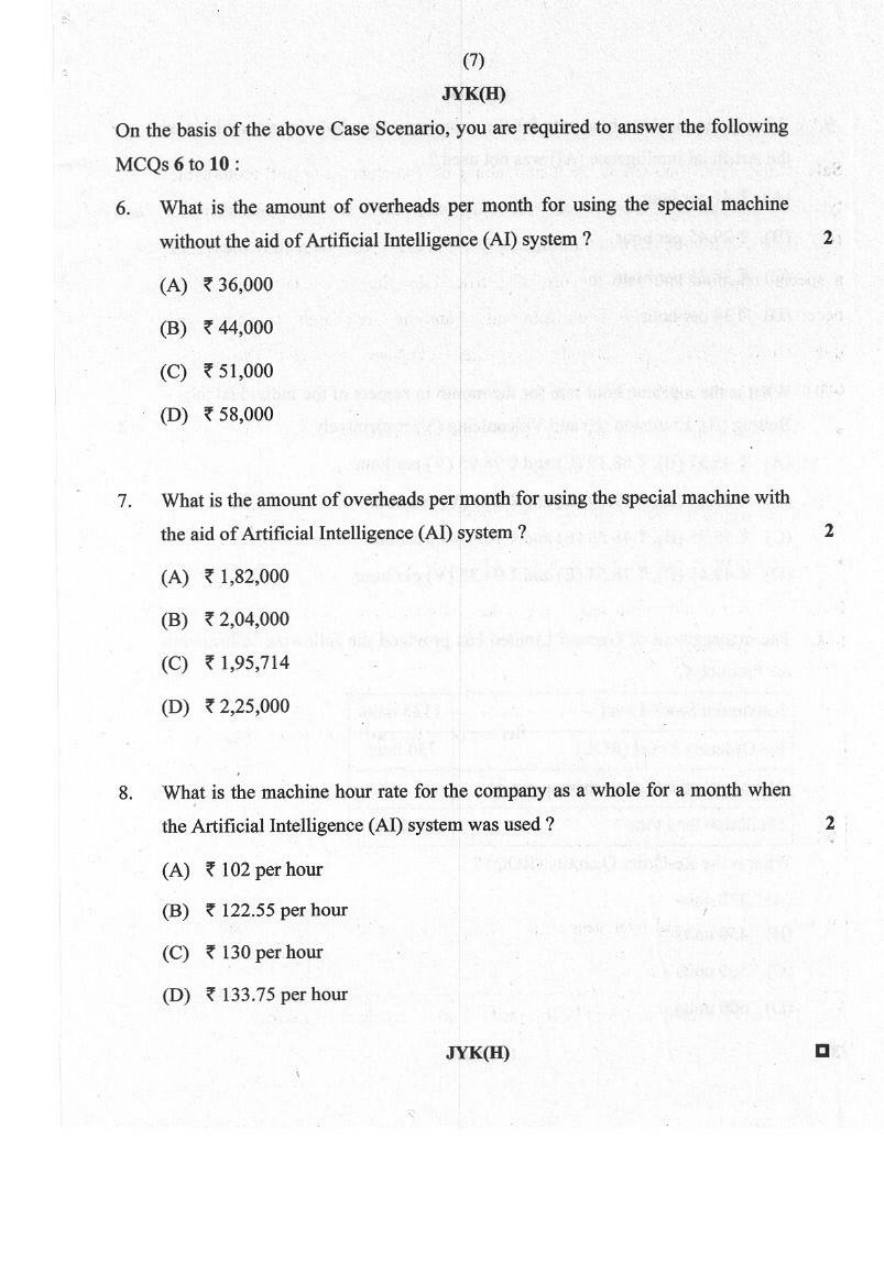 (7)
JYK(H)
On the basis of the above Case Scenario, you are required to answer the following
MCQs 6 to 10 :
6. What is the amount of overheads per month for using the special machine
without the aid of Artificial Intelligence (AI) system ? 2
(A) ₹ 36,000
(B) ₹ 44,000
(C) ₹ 51,000
(D) ₹ 58,000
7. What is the amount of overheads per month for using the special machine with
the aid of Artificial Intelligence (AI) system ? 2
(A) ₹ 1,82,000
(B) ₹ 2,04,000
(C) ₹ 1,95,714
(D) ₹ 2,25,000
8. What is the machine hour rate for the company as a whole for a month when
the Artificial Intelligence (AI) system was used ? 2
(A) ₹ 102 per hour
(B) ₹ 122.55 per hour
(C) ₹ 130 per hour
(D) ₹ 133.75 per hour
JYK(H)